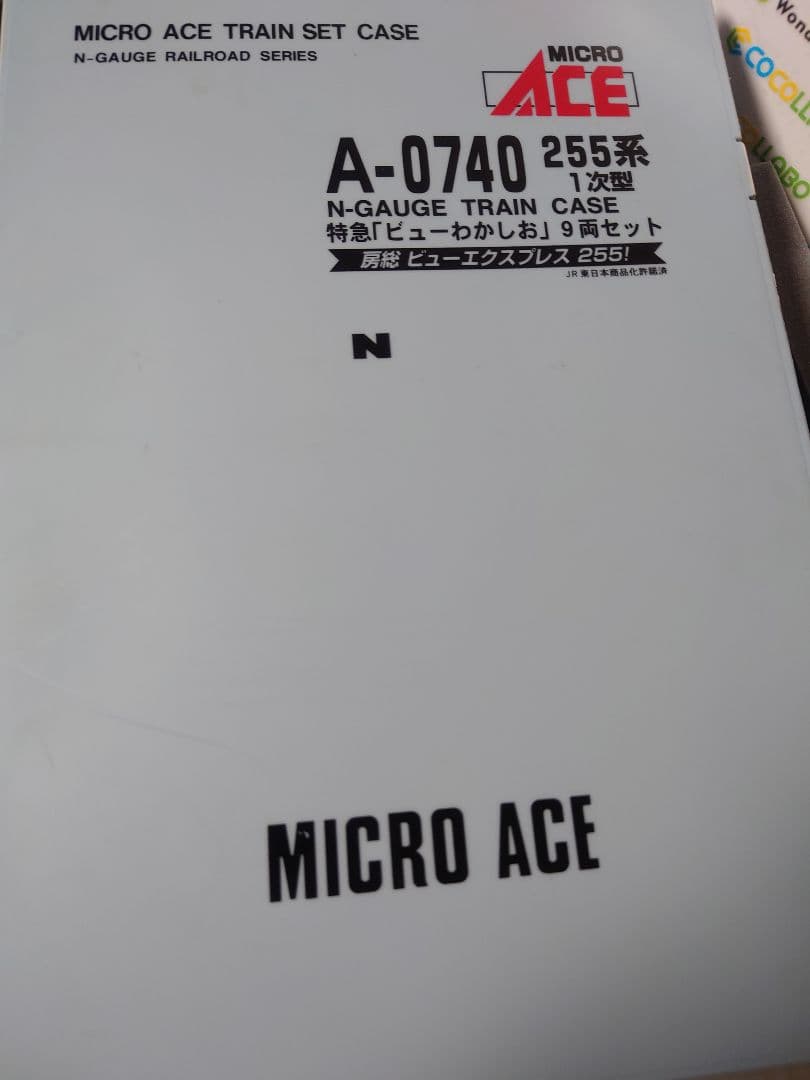 MICRO ACE TRAIN SET CASE
N-GAUGE RAILROAD SERIES
MICRO
ACE
A-0740 255系
1次型
N-GAUGE TRAIN CASE
特急「ビューわかしお」9両セット
房総 ビューエクスプレス 255!
JR東日本商品化許諾済
N
MICRO ACE
Wond
COCOLL
LLABO